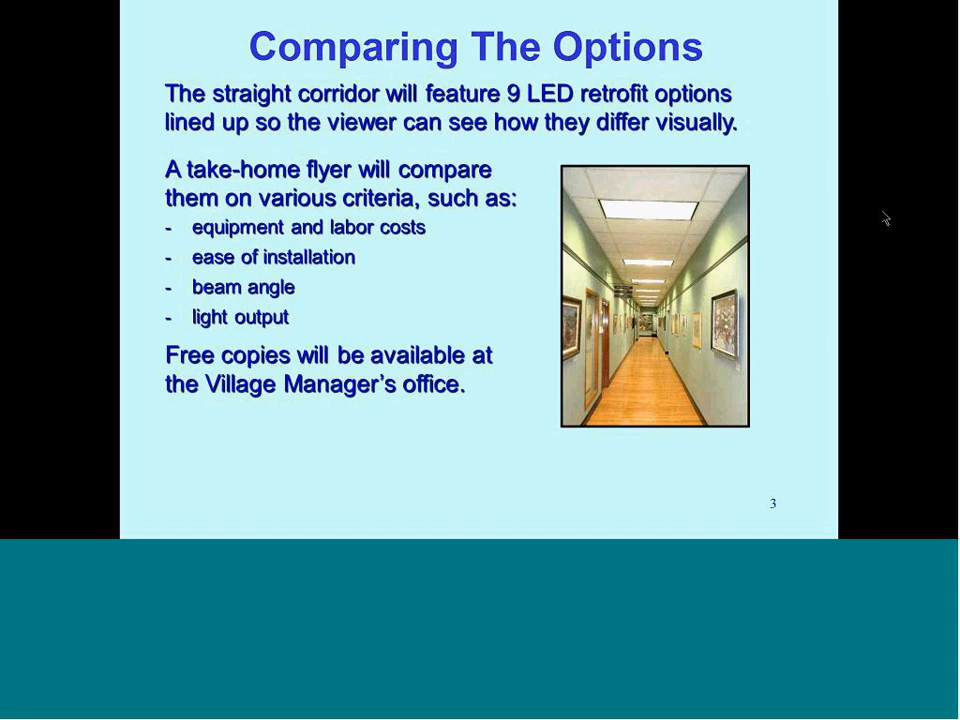 Comparing The Options
The straight corridor will feature 9 LED retrofit options
lined up so the viewer can see how they differ visually.
A take-home flyer will compare
them on various criteria, such as:
- equipment and labor costs
- ease of installation
- beam angle
- light output
Free copies will be available at
the Village Manager's office.
3